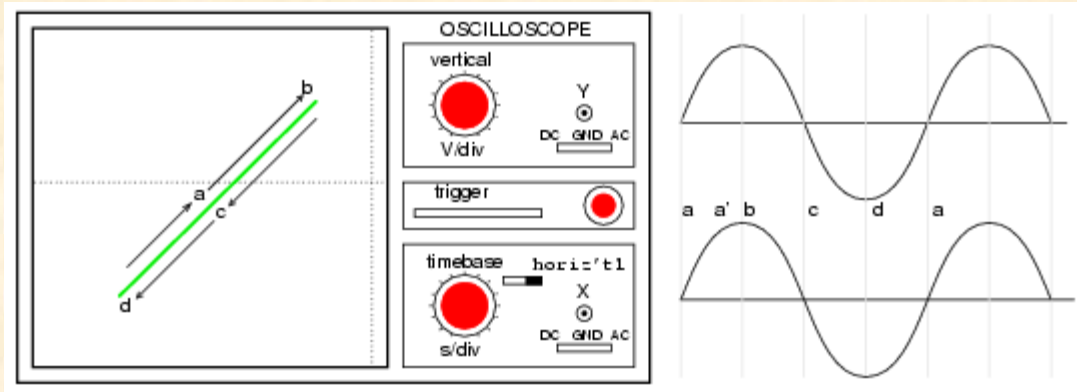 OSCILLOSCOPE
vertical
Y
DC GND AC
V/div
trigger
timebase
horiz'tl
X
DC GND AC
s/div
b
a
c
d
a a' b c d a